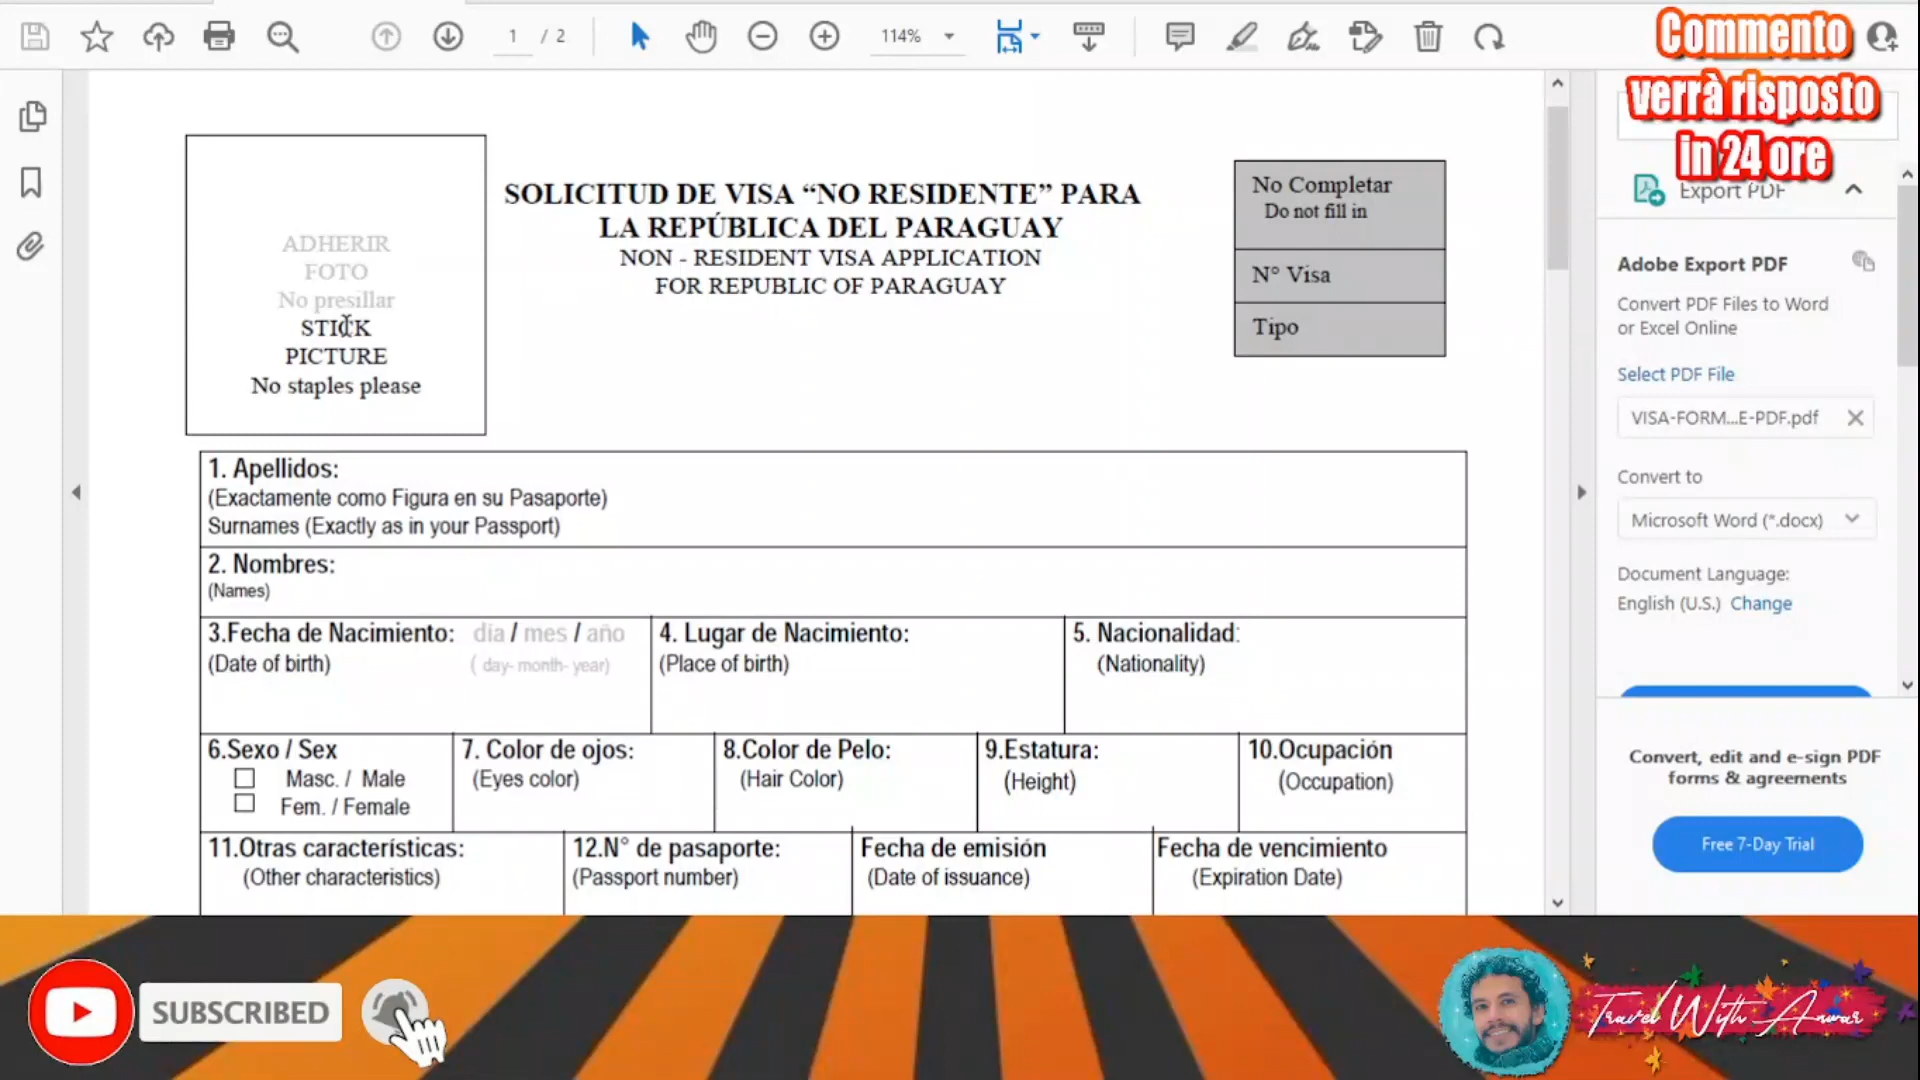 1 / 2
114%
Commento
verrà risposto
in 24 ore
ADHERIR
FOTO
No presillar
STICK
PICTURE
No staples please
SOLICITUD DE VISA “NO RESIDENTE” PARA
LA REPÚBLICA DEL PARAGUAY
NON - RESIDENT VISA APPLICATION
FOR REPUBLIC OF PARAGUAY
No Completar
Do not fill in
N° Visa
Tipo
1. Apellidos:
(Exactamente como Figura en su Pasaporte)
Surnames (Exactly as in your Passport)
2. Nombres:
(Names)
3.Fecha de Nacimiento: día / mes / año
(Date of birth) ( day- month- year)
4. Lugar de Nacimiento:
(Place of birth)
5. Nacionalidad:
(Nationality)
6.Sexo / Sex
Masc. / Male
Fem. / Female
7. Color de ojos:
(Eyes color)
8.Color de Pelo:
(Hair Color)
9.Estatura:
(Height)
10.Ocupación
(Occupation)
11.Otras características:
(Other characteristics)
12.N° de pasaporte:
(Passport number)
Fecha de emisión
(Date of issuance)
Fecha de vencimiento
(Expiration Date)
Export PDF
Adobe Export PDF
Convert PDF Files to Word
or Excel Online
Select PDF File
VISA-FORM...E-PDF.pdf
Convert to
Microsoft Word (*.docx)
Document Language:
English (U.S.) Change
Convert, edit and e-sign PDF
forms & agreements
Free 7-Day Trial
SUBSCRIBED
Travel With Anwar